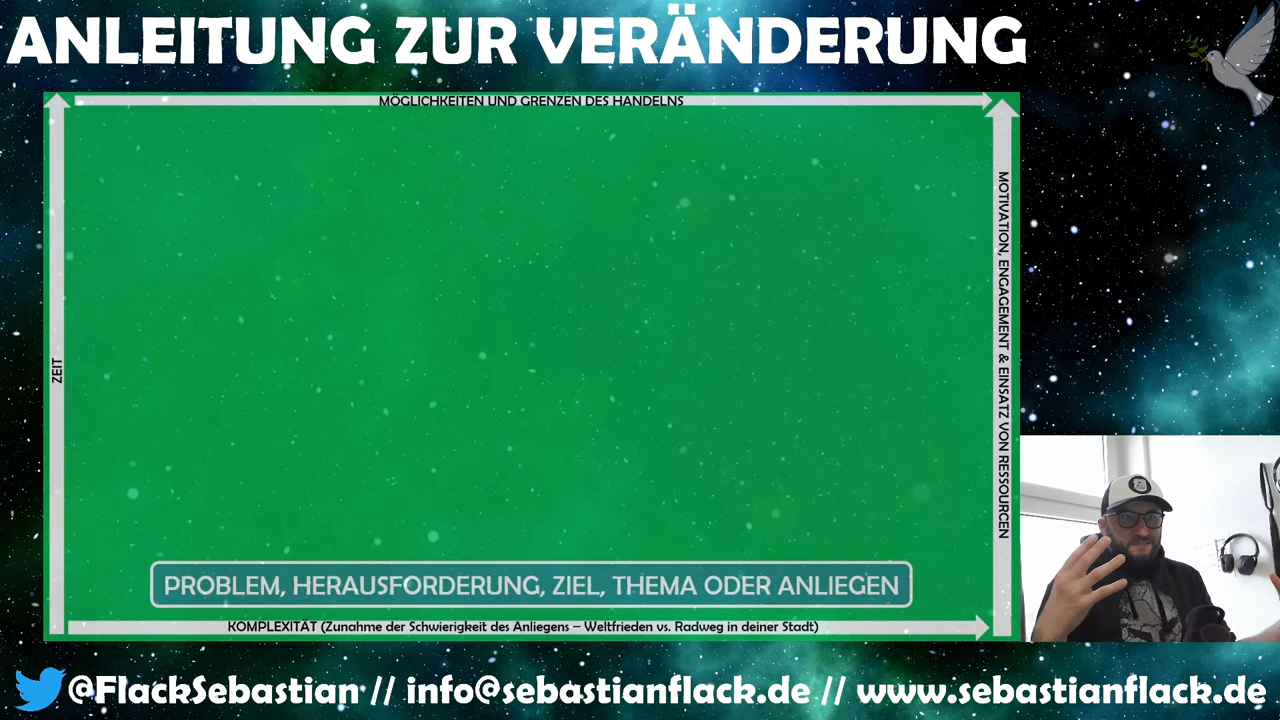 ANLEITUNG ZUR VERÄNDERUNG
MÖGLICHKEITEN UND GRENZEN DES HANDELNS
ZEIT
MOTIVATION, ENGAGEMENT & EINSATZ VON RESSOURCEN
PROBLEM, HERAUSFORDERUNG, ZIEL, THEMA ODER ANLIEGEN
KOMPLEXITÄT (Zunahme der Schwierigkeit des Anliegens – Weltfrieden vs. Radweg in deiner Stadt)
@FlackSebastian // info@sebastianflack.de // www.sebastianflack.de